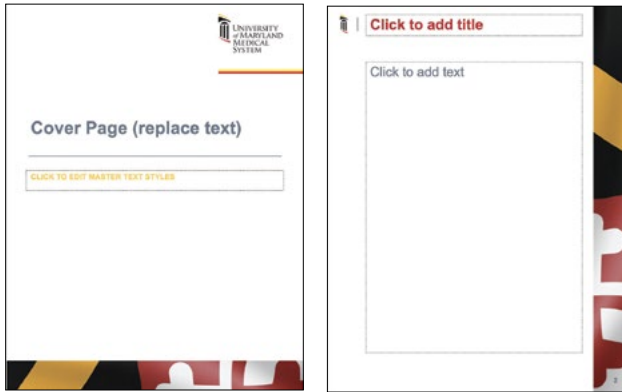 UNIVERSITY
of MARYLAND
MEDICAL
SYSTEM
Cover Page (replace text)
CLICK TO EDIT MASTER TEXT STYLES
Click to add title
Click to add text
2